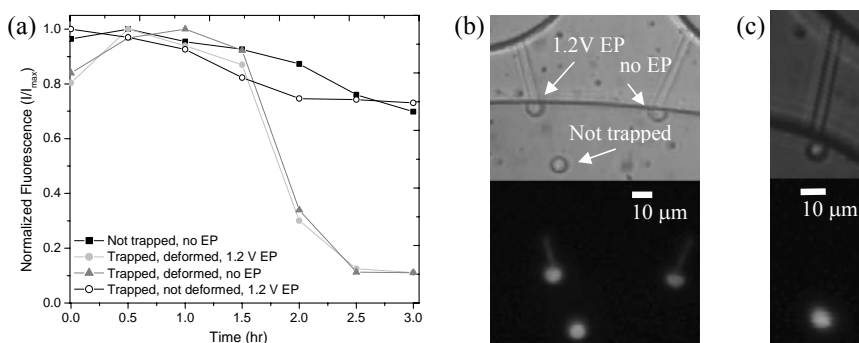 (a)
Normalized Fluorescence (I/Imax)
1.0
0.8
0.6
0.4
0.2
0.0
Not trapped, no EP
Trapped, deformed, 1.2 V EP
Trapped, deformed, no EP
Trapped, not deformed, 1.2 V EP
0.0 0.5 1.0 1.5 2.0 2.5 3.0
Time (hr)
(b)
1.2V EP
no EP
Not trapped
10 μm
(c)
10 μm